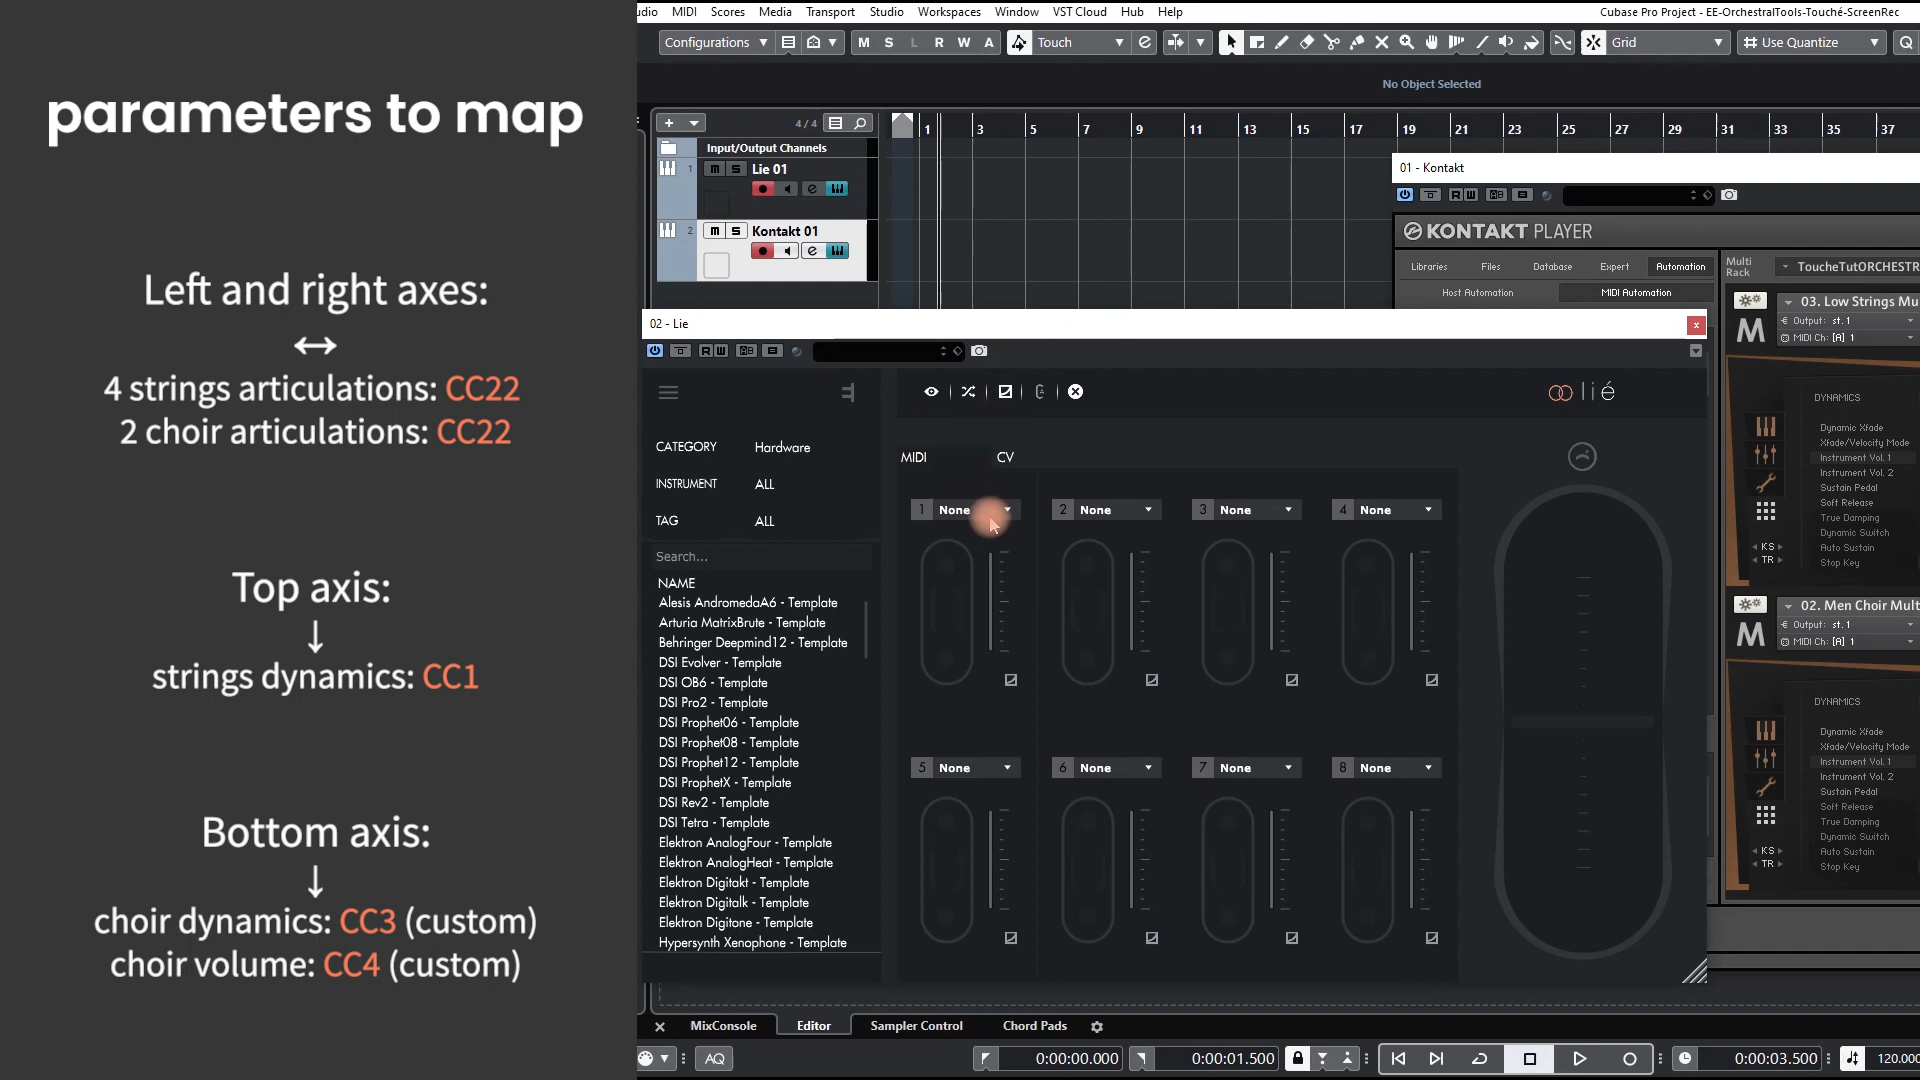 parameters to map
Left and right axes:
↔
4 strings articulations: CC22
2 choir articulations: CC22
Top axis:
↓
strings dynamics: CC1
Bottom axis:
↓
choir dynamics: CC3 (custom)
choir volume: CC4 (custom)
udio MIDI Scores Media Transport Studio Workspaces Window VST Cloud Hub Help
Cubase Pro Project - EE-OrchestralTools-Touché-ScreenRec
Configurations M S L R W A Touch Grid Use Quantize Q
No Object Selected
4 / 4
1 3 5 7 9 11 13 15 17 19 21 23 25 27 29 31 33 35 37
Input/Output Channels
1 m S Lie 01
2 m S Kontakt 01
01 - Kontakt
KONTAKT PLAYER
Libraries Files Database Expert Automation
Host Automation MIDI Automation
Multi Rack
ToucheTutORCHESTR
03. Low Strings Mu
Output: st.1
MIDI Ch: [A] 1
DYNAMICS
Dynamic Xfade
Xfade/Velocity Mode
Instrument Vol. 1
Instrument Vol. 2
Sustain Pedal
Soft Release
True Damping
Dynamic Switch
Auto Sustain
Stop Key
KS
TR
02. Men Choir Mult
Output: st.1
MIDI Ch: [A] 1
DYNAMICS
Dynamic Xfade
Xfade/Velocity Mode
Instrument Vol. 1
Instrument Vol. 2
Sustain Pedal
Soft Release
True Damping
Dynamic Switch
Auto Sustain
Stop Key
KS
TR
02 - Lie
x
R W
lié
CATEGORY Hardware
INSTRUMENT ALL
TAG ALL
Search...
NAME
Alesis AndromedaA6 - Template
Arturia MatrixBrute - Template
Behringer Deepmind12 - Template
DSI Evolver - Template
DSI OB6 - Template
DSI Pro2 - Template
DSI Prophet06 - Template
DSI Prophet08 - Template
DSI Prophet12 - Template
DSI ProphetX - Template
DSI Rev2 - Template
DSI Tetra - Template
Elektron AnalogFour - Template
Elektron AnalogHeat - Template
Elektron Digitakt - Template
Elektron Digitalk - Template
Elektron Digitone - Template
Hypersynth Xenophone - Template
MIDI CV
1 None 2 None 3 None 4 None
5 None 6 None 7 None 8 None
MixConsole Editor Sampler Control Chord Pads
AQ 0:00:00.000 0:00:01.500 0:00:03.500 120.000